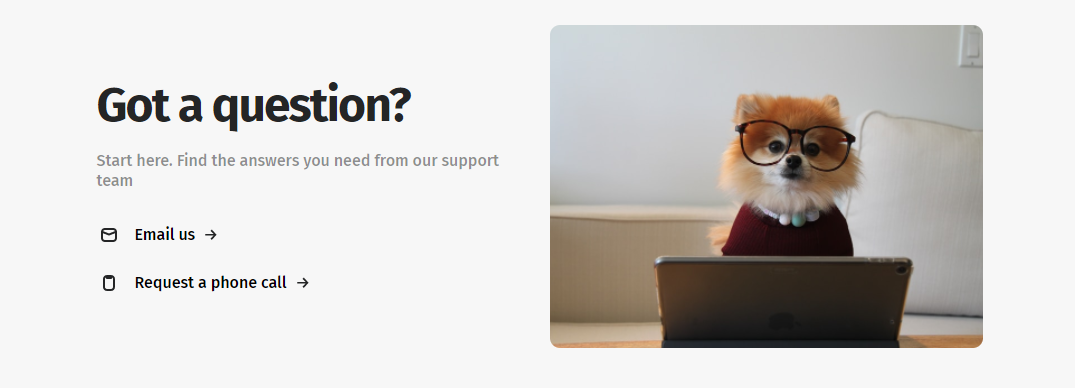 Got a question?
Start here. Find the answers you need from our support
team
Email us
Request a phone call